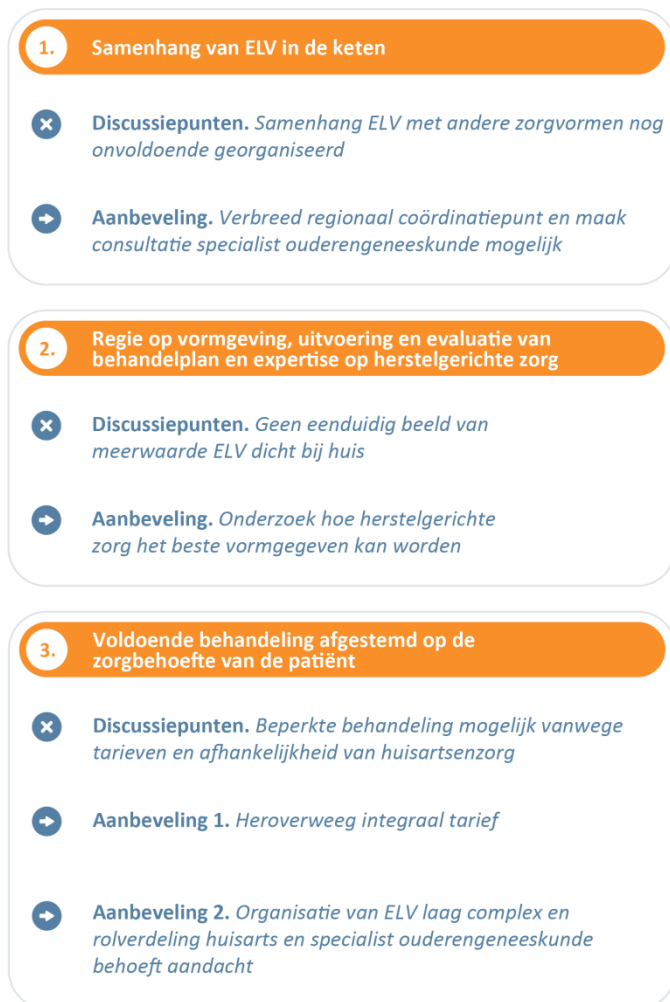 1.
Samenhang van ELV in de keten
Discussiepunten. Samenhang ELV met andere zorgvormen nog
onvoldoende georganiseerd
Aanbeveling. Verbreed regionaal coördinatiepunt en maak
consultatie specialist ouderengeneeskunde mogelijk
2.
Regie op vormgeving, uitvoering en evaluatie van
behandelplan en expertise op herstelgerichte zorg
Discussiepunten. Geen eenduidig beeld van
meerwaarde ELV dicht bij huis
Aanbeveling. Onderzoek hoe herstelgerichte
zorg het beste vormgegeven kan worden
3.
Voldoende behandeling afgestemd op de
zorgbehoefte van de patiënt
Discussiepunten. Beperkte behandeling mogelijk vanwege
tarieven en afhankelijkheid van huisartsenzorg
Aanbeveling 1. Heroverweeg integraal tarief
Aanbeveling 2. Organisatie van ELV laag complex en
rolverdeling huisarts en specialist ouderengeneeskunde
behoeft aandacht